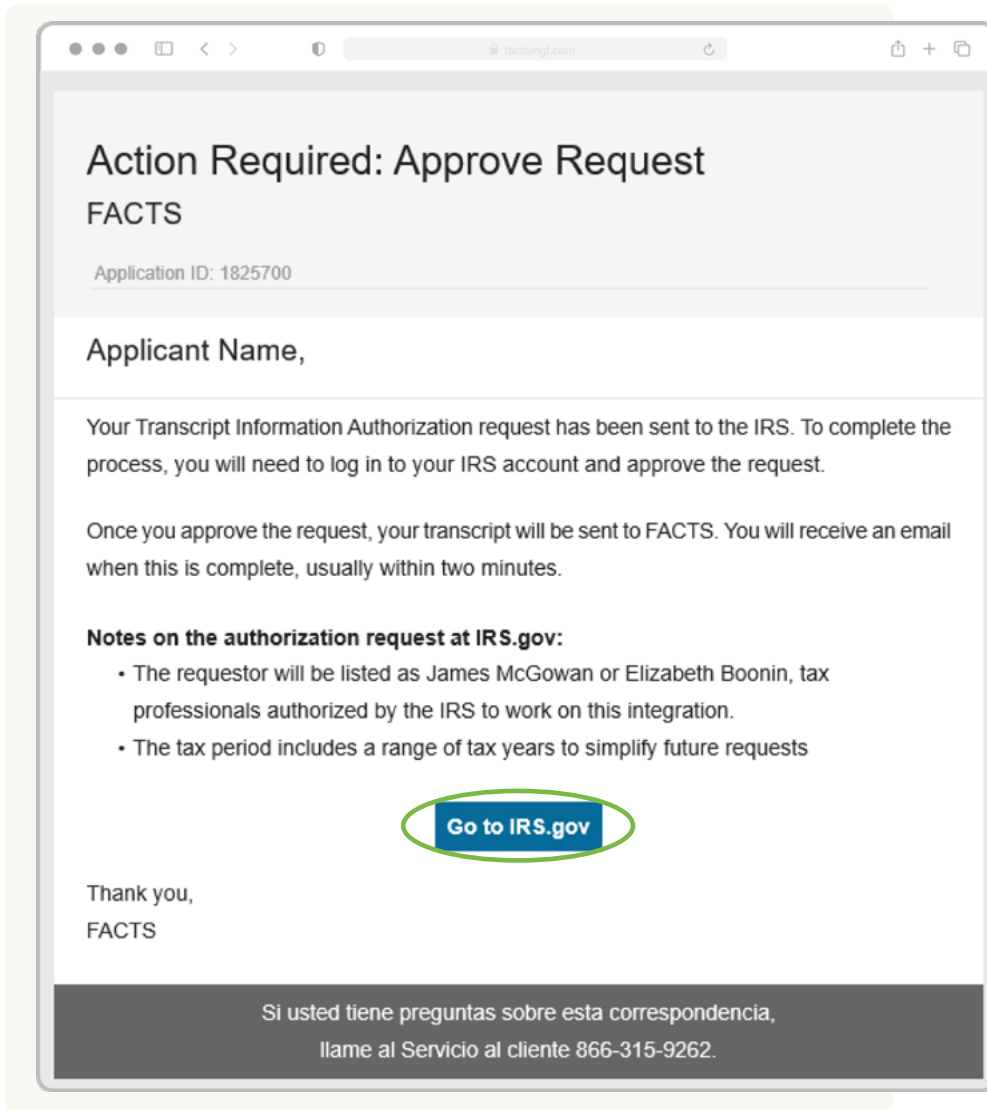 factsmgt.com
Action Required: Approve Request
FACTS
Application ID: 1825700
Applicant Name,
Your Transcript Information Authorization request has been sent to the IRS. To complete the
process, you will need to log in to your IRS account and approve the request.
Once you approve the request, your transcript will be sent to FACTS. You will receive an email
when this is complete, usually within two minutes.
Notes on the authorization request at IRS.gov:
• The requestor will be listed as James McGowan or Elizabeth Boonin, tax
professionals authorized by the IRS to work on this integration.
• The tax period includes a range of tax years to simplify future requests
Go to IRS.gov
Thank you,
FACTS
Si usted tiene preguntas sobre esta correspondencia,
llame al Servicio al cliente 866-315-9262.